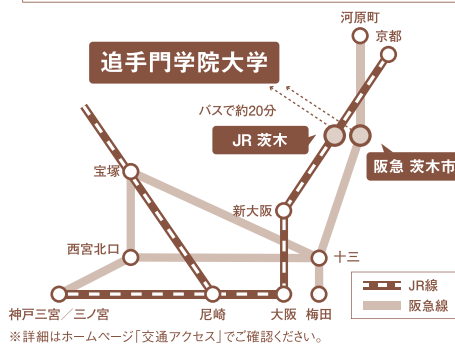 河原町
京都
追手門学院大学
バスで約20分
JR 茨木
阪急 茨木市
宝塚
新大阪
西宮北口
十三
JR線
阪急線
神戸三宮／三ノ宮
尼崎
大阪
梅田
※詳細はホームページ「交通アクセス」でご確認ください。